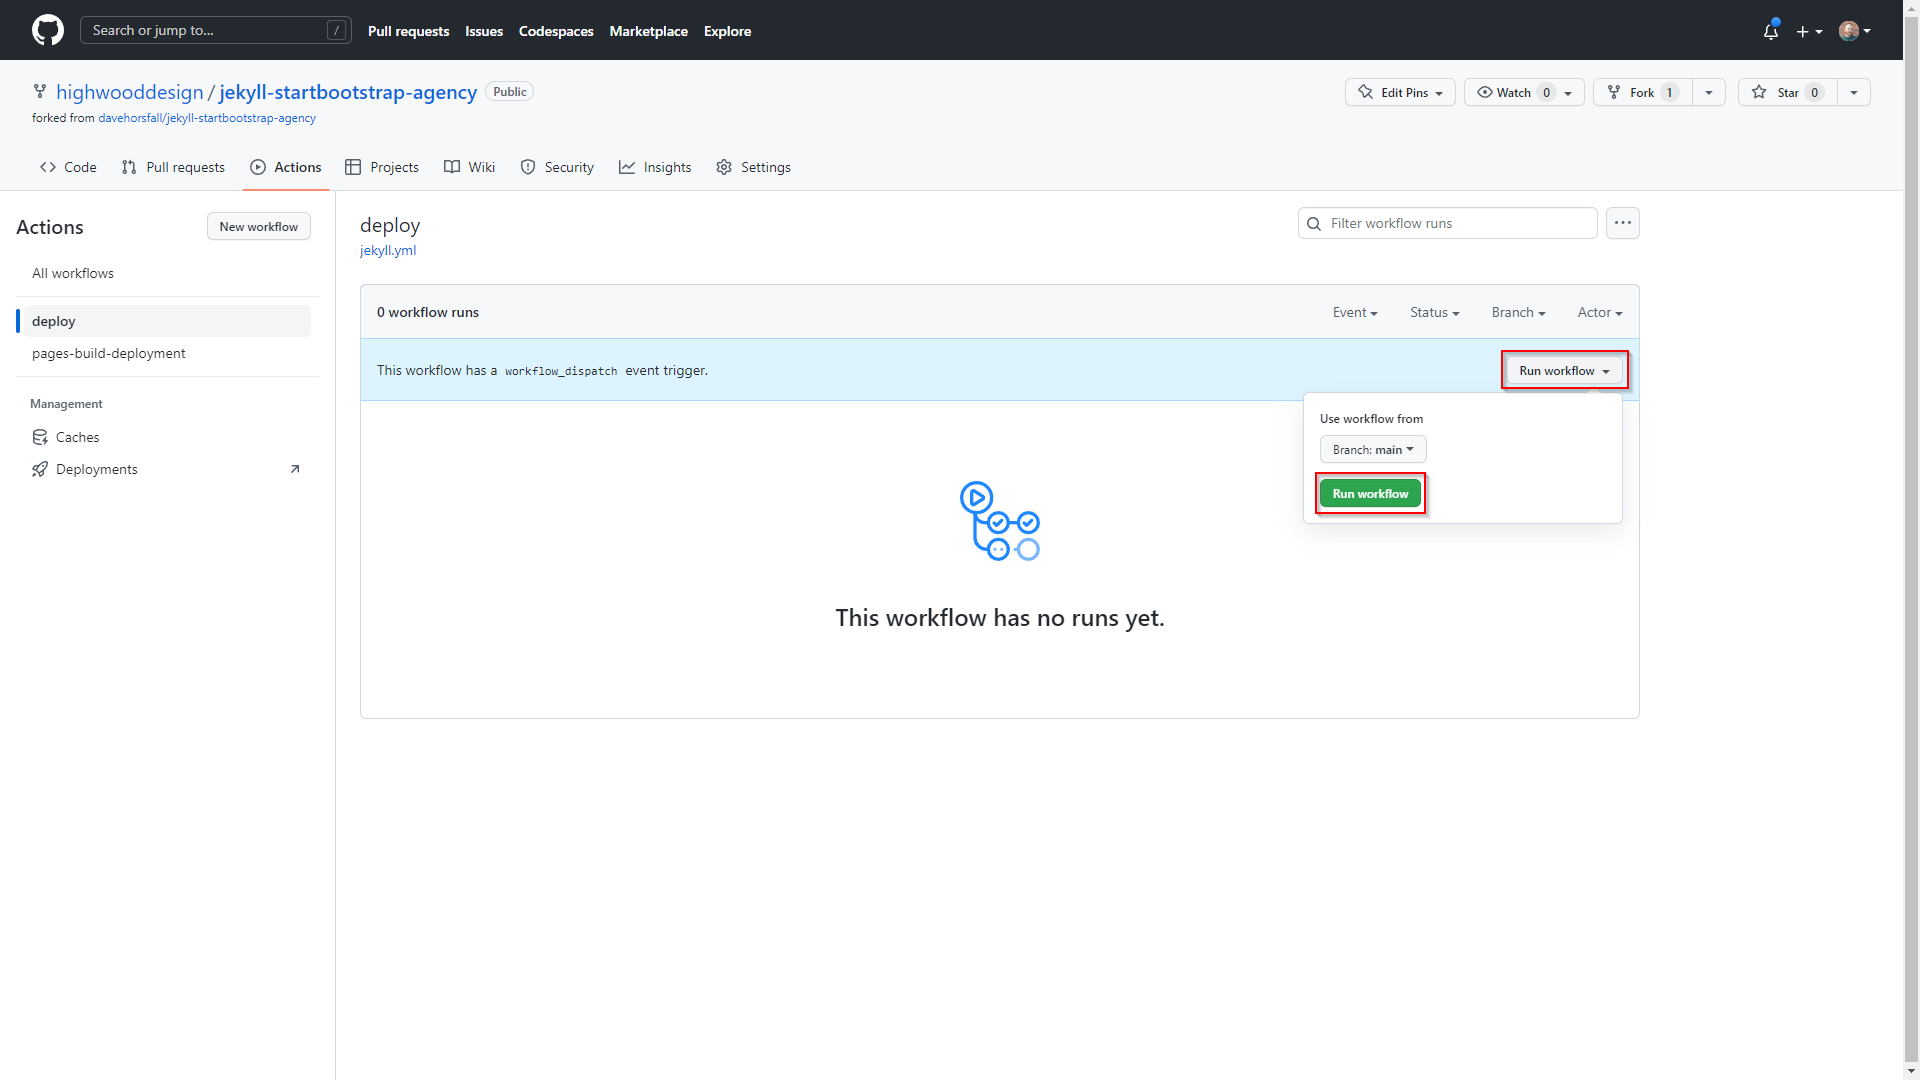 Search or jump to... /
Pull requests Issues Codespaces Marketplace Explore
highwooddesign / jekyll-startbootstrap-agency Public
Edit Pins Watch 0 Fork 1 Star 0
forked from davehorsfall/jekyll-startbootstrap-agency
Code Pull requests Actions Projects Wiki Security Insights Settings
Actions
New workflow
All workflows
deploy
pages-build-deployment
Management
Caches
Deployments
deploy
jekyll.yml
Filter workflow runs
0 workflow runs
Event Status Branch Actor
This workflow has a workflow_dispatch event trigger.
Run workflow
Use workflow from
Branch: main
Run workflow
This workflow has no runs yet.